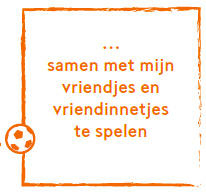 ...
samen met mijn
vriendjes en
vriendinnetjes
te spelen